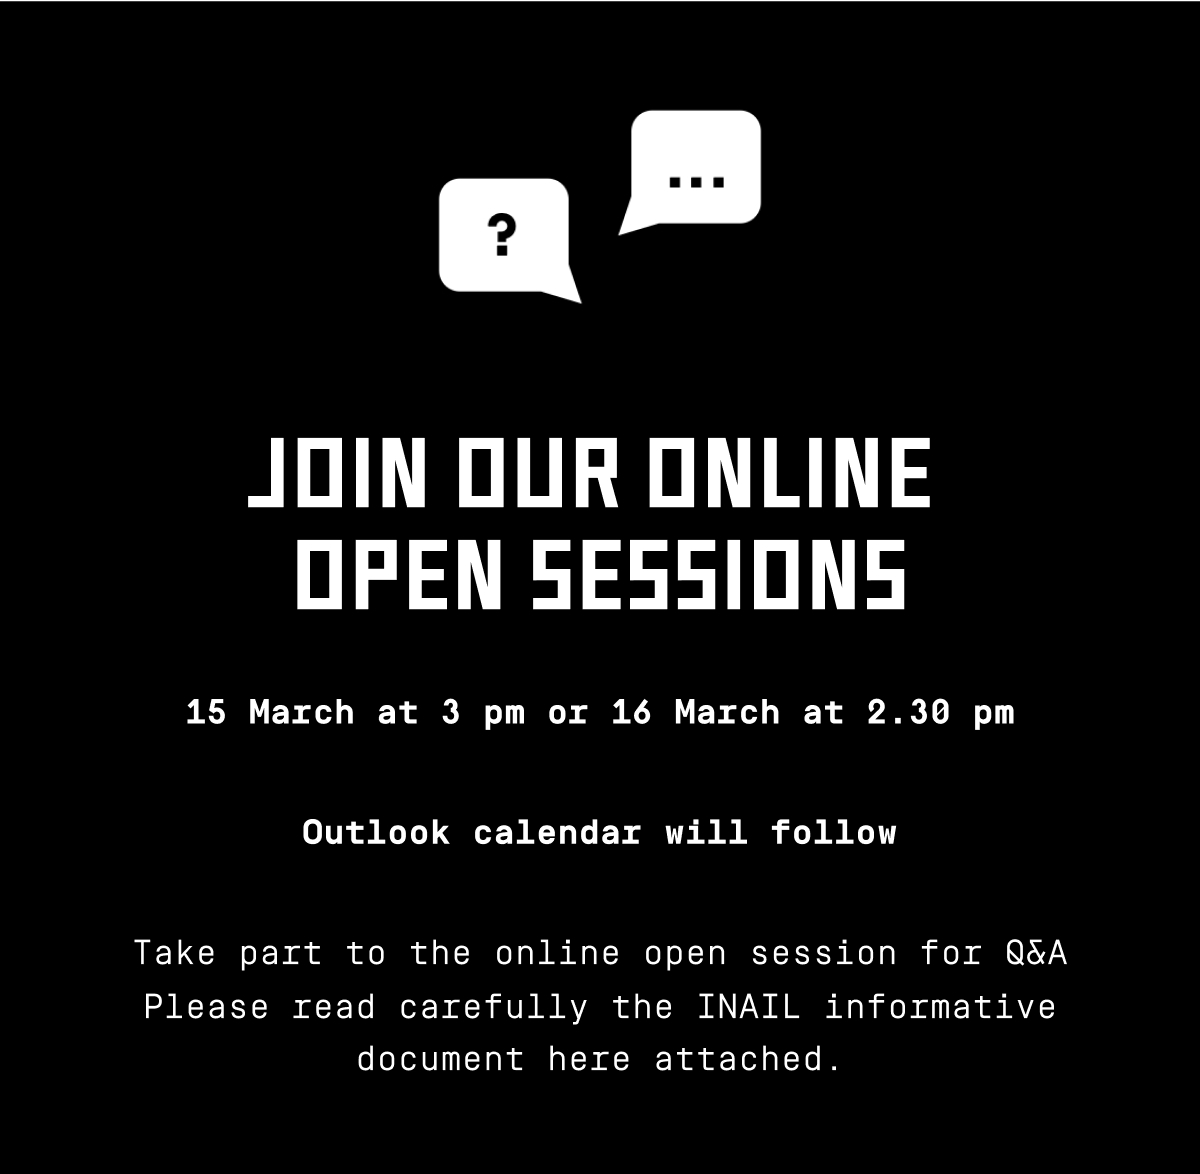 ?
...
JOIN OUR ONLINE
OPEN SESSIONS
15 March at 3 pm or 16 March at 2.30 pm
Outlook calendar will follow
Take part to the online open session for Q&A
Please read carefully the INAIL informative
document here attached.